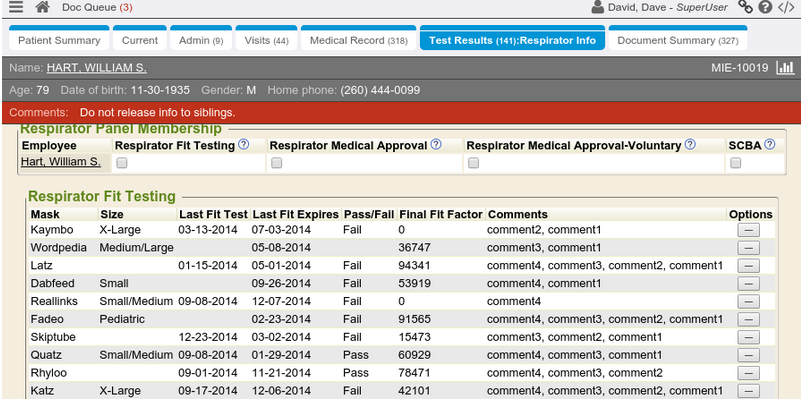 Doc Queue (3) David, Dave - SuperUser
Patient Summary Current Admin (9) Visits (44) Medical Record (318) Test Results (141):Respirator Info Document Summary (327)
Name: HART, WILLIAM S. MIE-10019
Age: 79 Date of birth: 11-30-1935 Gender: M Home phone: (260) 444-0099
Comments: Do not release info to siblings.
Respirator Panel Membership
Employee Respirator Fit Testing ? Respirator Medical Approval ? Respirator Medical Approval-Voluntary ? SCBA ?
Hart, William S.
Respirator Fit Testing
Mask Size Last Fit Test Last Fit Expires Pass/Fail Final Fit Factor Comments Options
Kaymbo X-Large 03-13-2014 07-03-2014 Fail 0 comment2, comment1
Wordpedia Medium/Large 05-08-2014 36747 comment3, comment1
Latz 01-15-2014 05-01-2014 Fail 94341 comment4, comment3, comment2, comment1
Dabfeed Small 09-26-2014 Fail 53919 comment4, comment1
Reallinks Small/Medium 09-08-2014 12-07-2014 Fail 0 comment4
Fadeo Pediatric 02-23-2014 Fail 91565 comment4, comment3, comment2, comment1
Skiptube 12-23-2014 03-02-2014 Fail 15473 comment3, comment2, comment1
Quatz Small/Medium 09-08-2014 01-29-2014 Pass 60929 comment4, comment3, comment1
Rhyloo 09-01-2014 11-21-2014 Pass 78471 comment4, comment3, comment2
Katz X-Large 09-17-2014 12-06-2014 Fail 42101 comment4, comment3, comment2, comment1